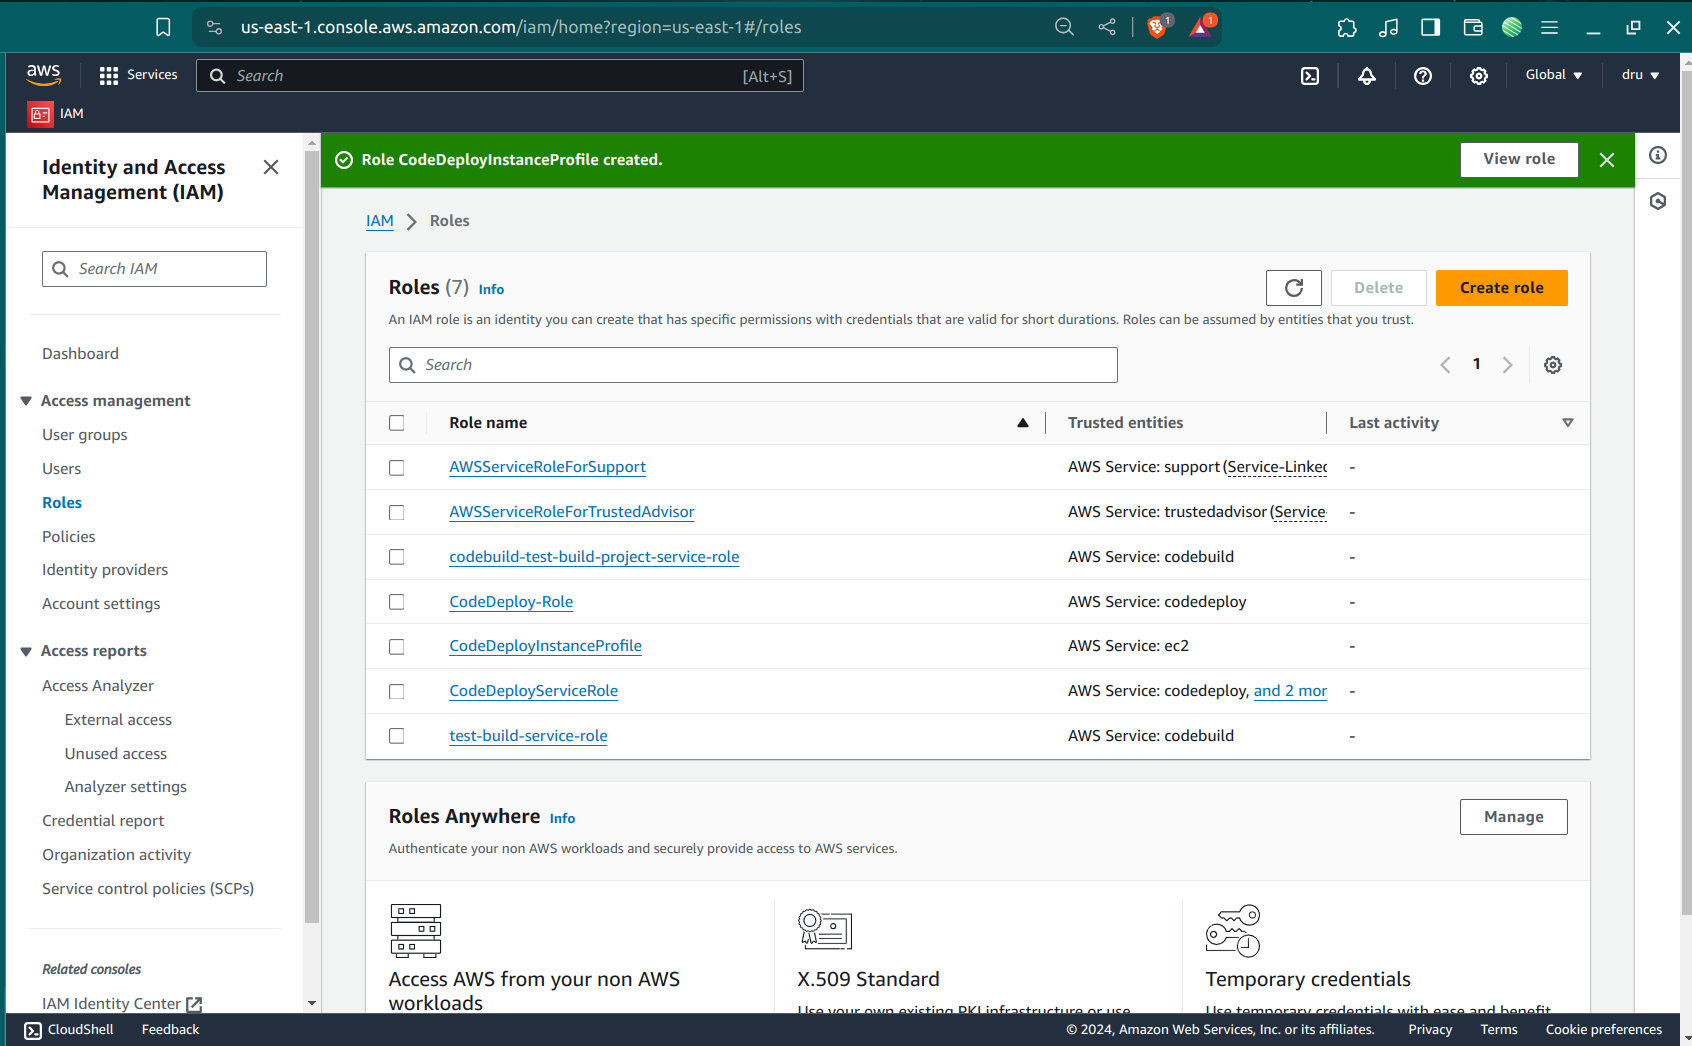 us-east-1.console.aws.amazon.com/iam/home?region=us-east-1#/roles
1
1
aws
Services
Search
[Alt+S]
Global
dru
IAM
Identity and Access Management (IAM)
Search IAM
Dashboard
Access management
User groups
Users
Roles
Policies
Identity providers
Account settings
Access reports
Access Analyzer
External access
Unused access
Analyzer settings
Credential report
Organization activity
Service control policies (SCPs)
Related consoles
IAM Identity Center
Role CodeDeployInstanceProfile created.
View role
IAM
Roles
Roles (7) Info
Delete
Create role
An IAM role is an identity you can create that has specific permissions with credentials that are valid for short durations. Roles can be assumed by entities that you trust.
Search
1
Role name
Trusted entities
Last activity
AWSServiceRoleForSupport
AWS Service: support (Service-Linked
-
AWSServiceRoleForTrustedAdvisor
AWS Service: trustedadvisor (Service-
-
codebuild-test-build-project-service-role
AWS Service: codebuild
-
CodeDeploy-Role
AWS Service: codedeploy
-
CodeDeployInstanceProfile
AWS Service: ec2
-
CodeDeployServiceRole
AWS Service: codedeploy, and 2 mor
-
test-build-service-role
AWS Service: codebuild
-
Roles Anywhere Info
Manage
Authenticate your non AWS workloads and securely provide access to AWS services.
Access AWS from your non AWS workloads
X.509 Standard
Use your own existing PKI infrastructure or use
Temporary credentials
Use temporary credentials with ease and benefit
CloudShell
Feedback
© 2024, Amazon Web Services, Inc. or its affiliates.
Privacy
Terms
Cookie preferences